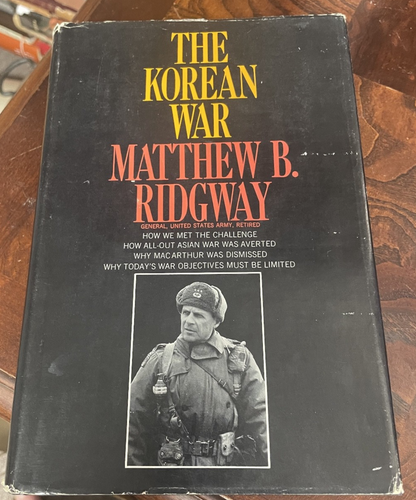 THE
KOREAN
WAR
MATTHEW B.
RIDGWAY
GENERAL, UNITED STATES ARMY, RETIRED
HOW WE MET THE CHALLENGE
HOW ALL-OUT ASIAN WAR WAS AVERTED
WHY MACARTHUR WAS DISMISSED
WHY TODAY'S WAR OBJECTIVES MUST BE LIMITED